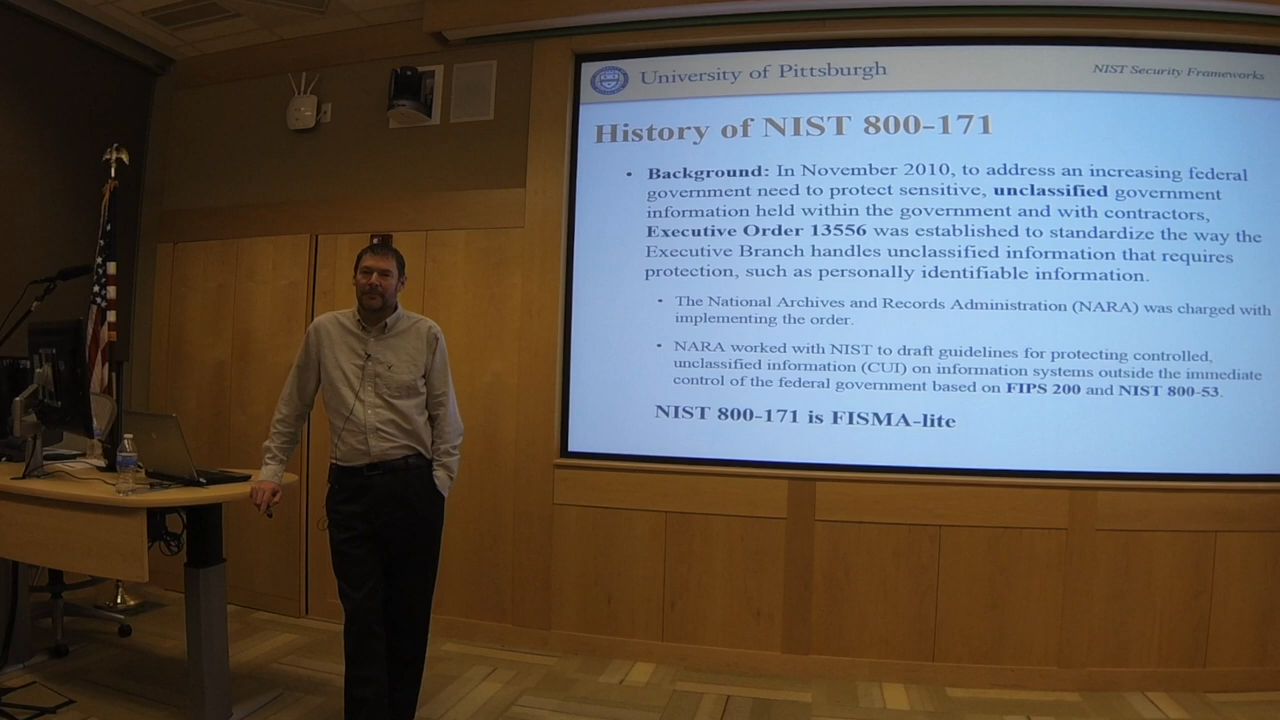 University of Pittsburgh
NIST Security Frameworks
History of NIST 800-171
• Background: In November 2010, to address an increasing federal
government need to protect sensitive, unclassified government
information held within the government and with contractors,
Executive Order 13556 was established to standardize the way the
Executive Branch handles unclassified information that requires
protection, such as personally identifiable information.
• The National Archives and Records Administration (NARA) was charged with
implementing the order.
• NARA worked with NIST to draft guidelines for protecting controlled,
unclassified information (CUI) on information systems outside the immediate
control of the federal government based on FIPS 200 and NIST 800-53.
NIST 800-171 is FISMA-lite